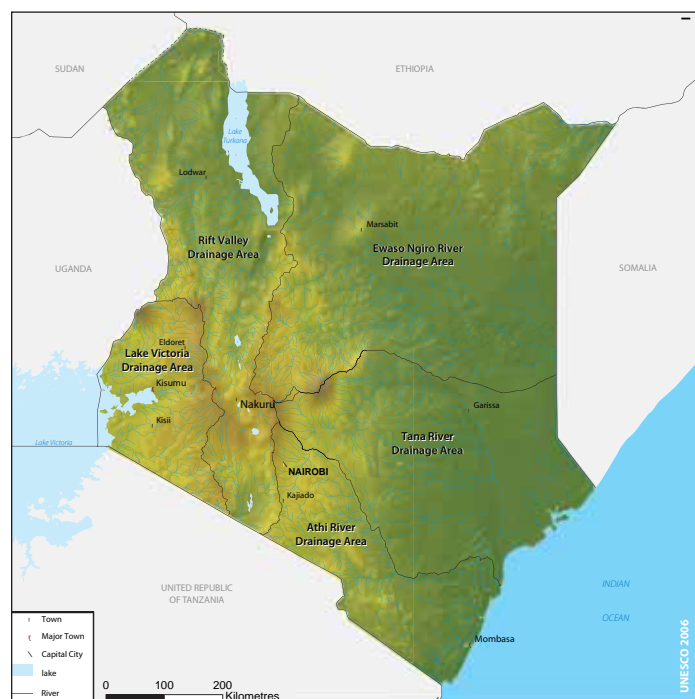 SUDAN
ETHIOPIA
Lake
Turkana
Lodwar
Marsabit
Rift Valley
Drainage Area
Ewaso Ngiro River
Drainage Area
UGANDA
SOMALIA
Eldoret
Lake Victoria
Drainage Area
Kisumu
Nakuru
Garissa
Kisii
Tana River
Drainage Area
Lake Victoria
NAIROBI
Kajiado
Athi River
Drainage Area
UNITED REPUBLIC
OF TANZANIA
INDIAN
OCEAN
Mombasa
Town
Major Town
Capital City
lake
River
0 100 200
Kilometres
UNESCO 2006